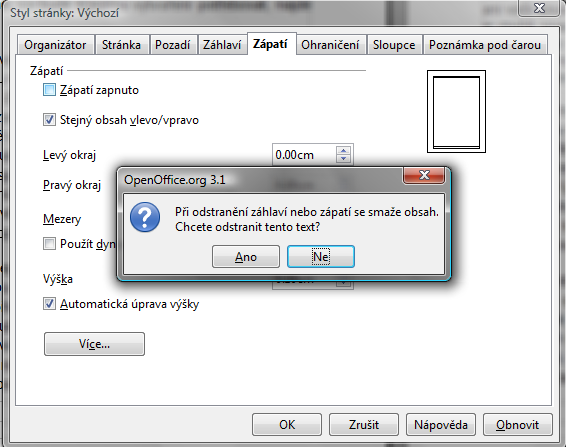 Styl stránky: Výchozí
Organizátor Stránka Pozadí Záhlaví Zápatí Ohraničení Sloupce Poznámka pod čarou
Zápatí
Zápatí zapnuto
Stejný obsah vlevo/vpravo
Levý okraj 0.00cm
Pravý okraj
OpenOffice.org 3.1
Při odstranění záhlaví nebo zápatí se smaže obsah.
Chcete odstranit tento text?
Ano Ne
Mezery
Použít dyn
Výška
Automatická úprava výšky
Více...
OK Zrušit Nápověda Obnovit